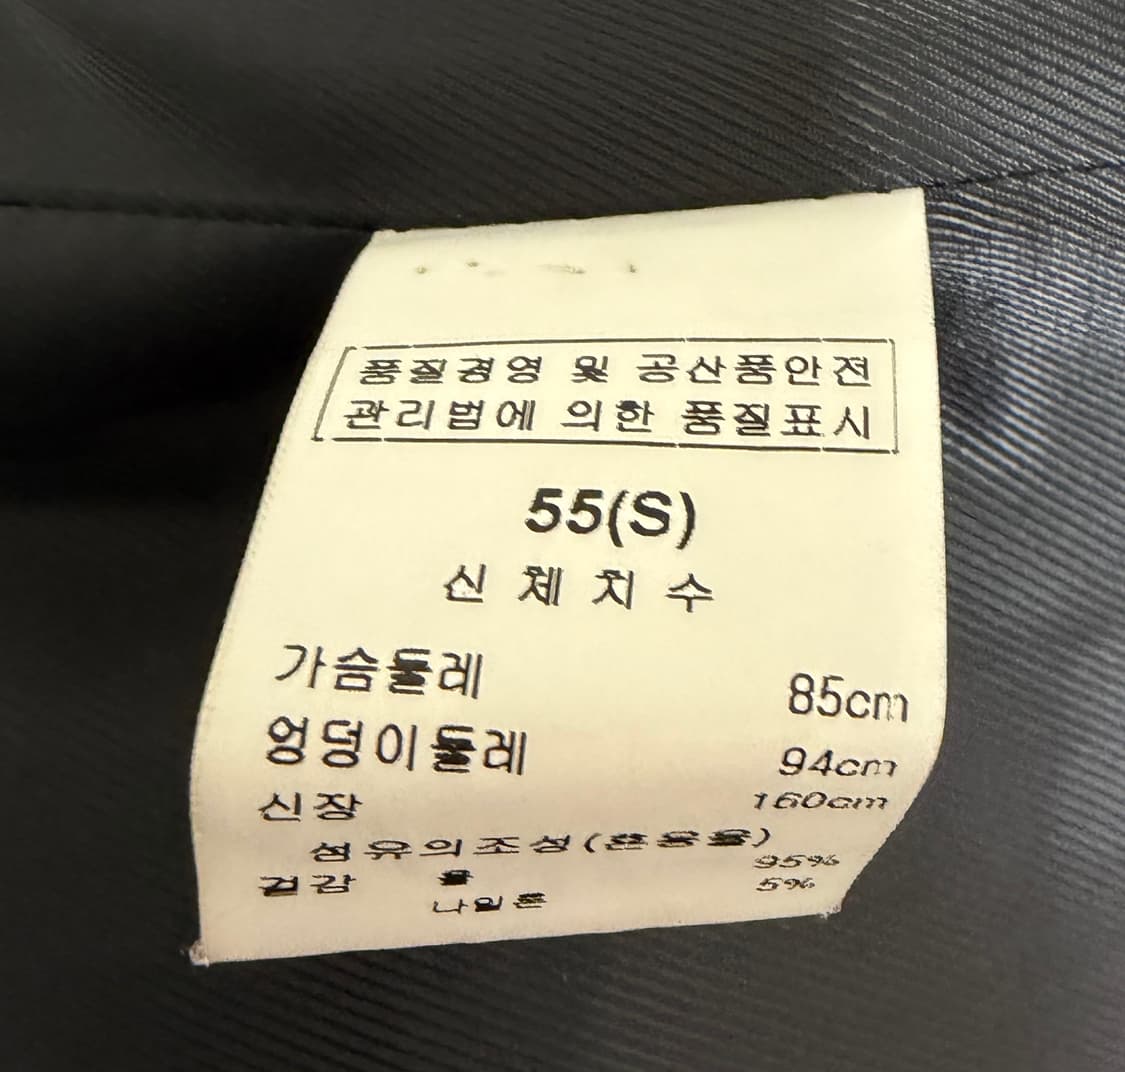 품질경영 및 공산품안전
관리법에 의한 품질표시
55(S)
신체치수
가슴둘레 85cm
엉덩이둘레 94cm
신장 160cm
섬유의조성(혼용율)
겉감 울 95%
나일론 5%